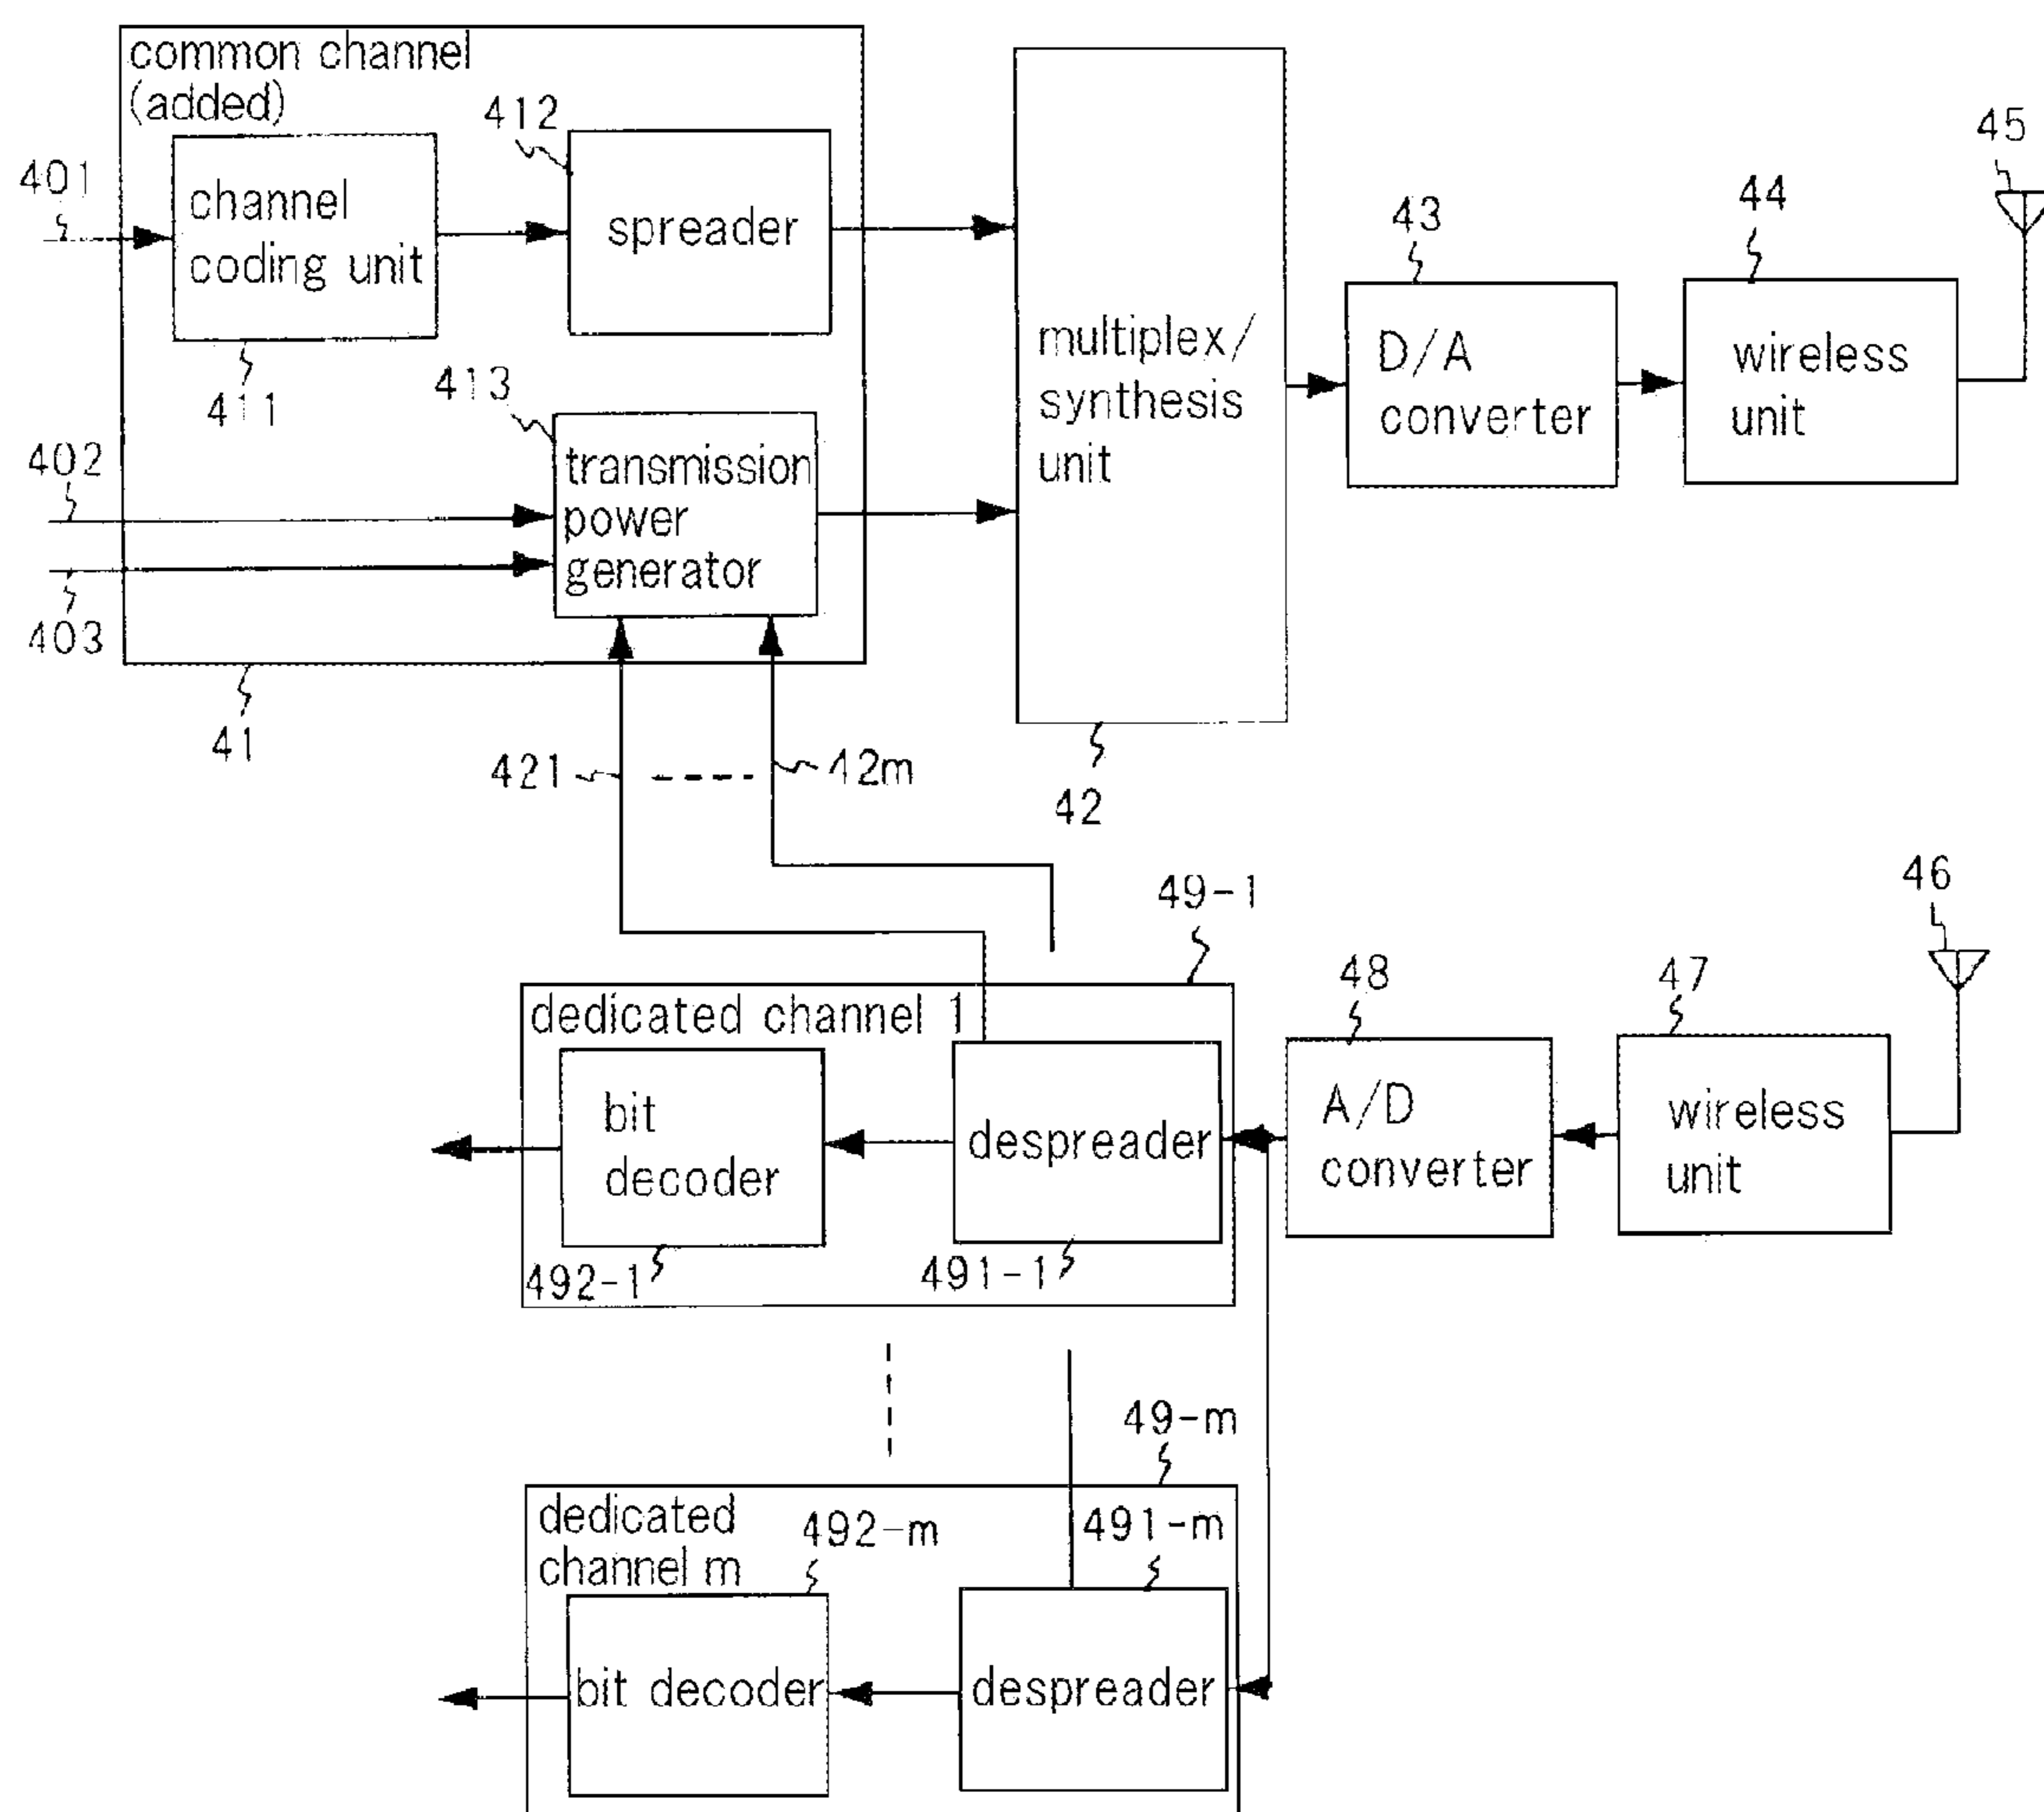 common channel
(added)
412
401
channel
coding unit
spreader
411
413
402
transmission
power
generator
403
41
multiplex/
synthesis
unit
42
43
D/A
converter
44
wireless
unit
45
421
42m
49-1
dedicated channel 1
bit
decoder
despreader
492-1
491-1
48
A/D
converter
47
wireless
unit
46
49-m
dedicated
channel m
492-m
491-m
bit decoder
despreader